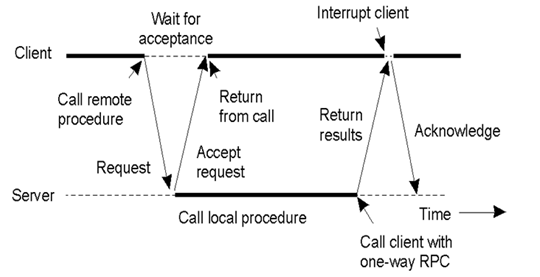 Wait for
acceptance
Interrupt client
Client
Call remote
procedure
Return
from call
Return
results
Acknowledge
Request
Accept
request
Server
Call local procedure
Time
Call client with
one-way RPC